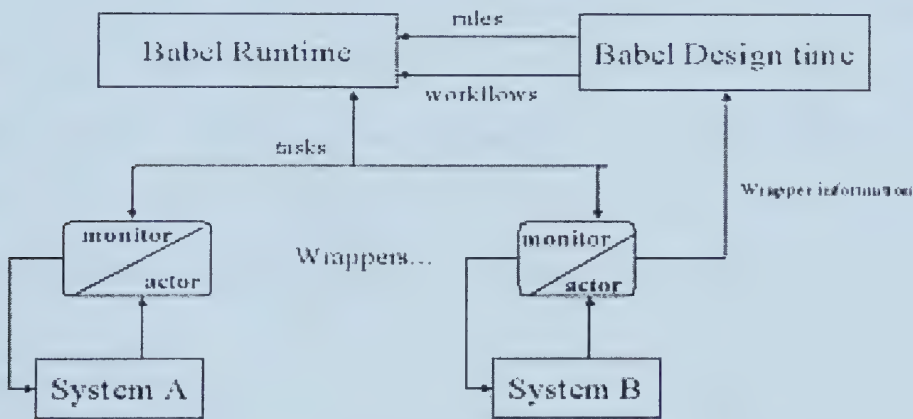 rules
Babel Runtime
Babel Design time
workflows
tasks
Wrapper information
monitor
actor
Wrappers...
monitor
actor
System A
System B